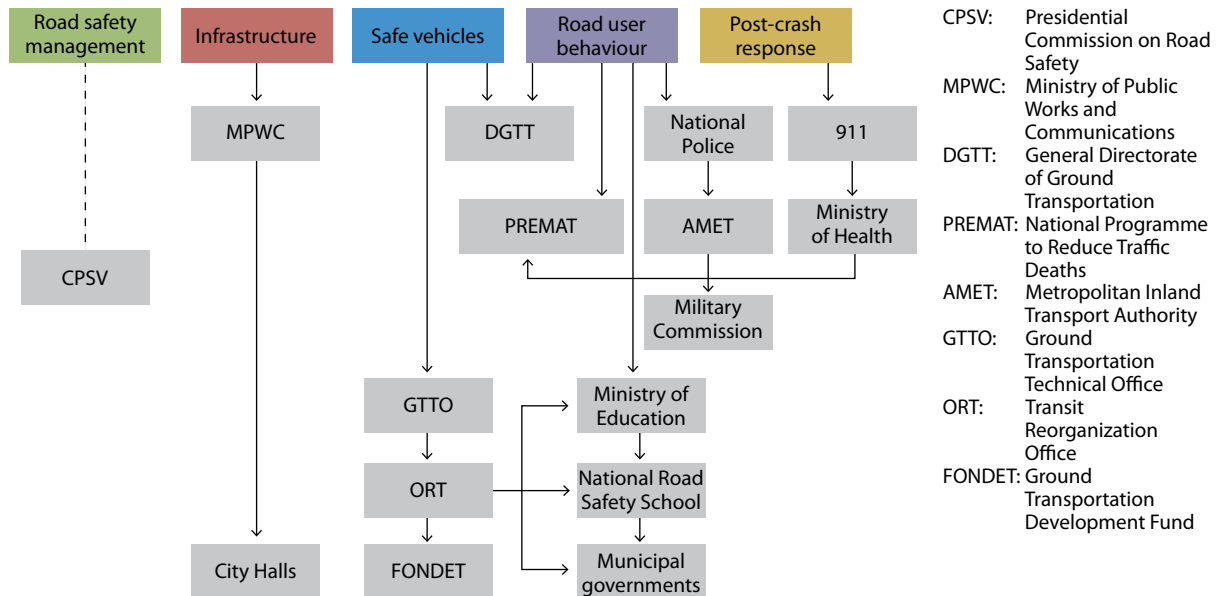 Road safety
management
Infrastructure
Safe vehicles
Road user
behaviour
Post-crash
response
MPWC
DGTT
National
Police
911
PREMAT
AMET
Ministry
of Health
CPSV
Military
Commission
GTTO
Ministry of
Education
ORT
National Road
Safety School
City Halls
FONDET
Municipal
governments
CPSV: Presidential
Commission on Road
Safety
MPWC: Ministry of Public
Works and
Communications
DGTT: General Directorate
of Ground
Transportation
PREMAT: National Programme
to Reduce Traffic
Deaths
AMET: Metropolitan Inland
Transport Authority
GTTO: Ground
Transportation
Technical Office
ORT: Transit
Reorganization
Office
FONDET: Ground
Transportation
Development Fund